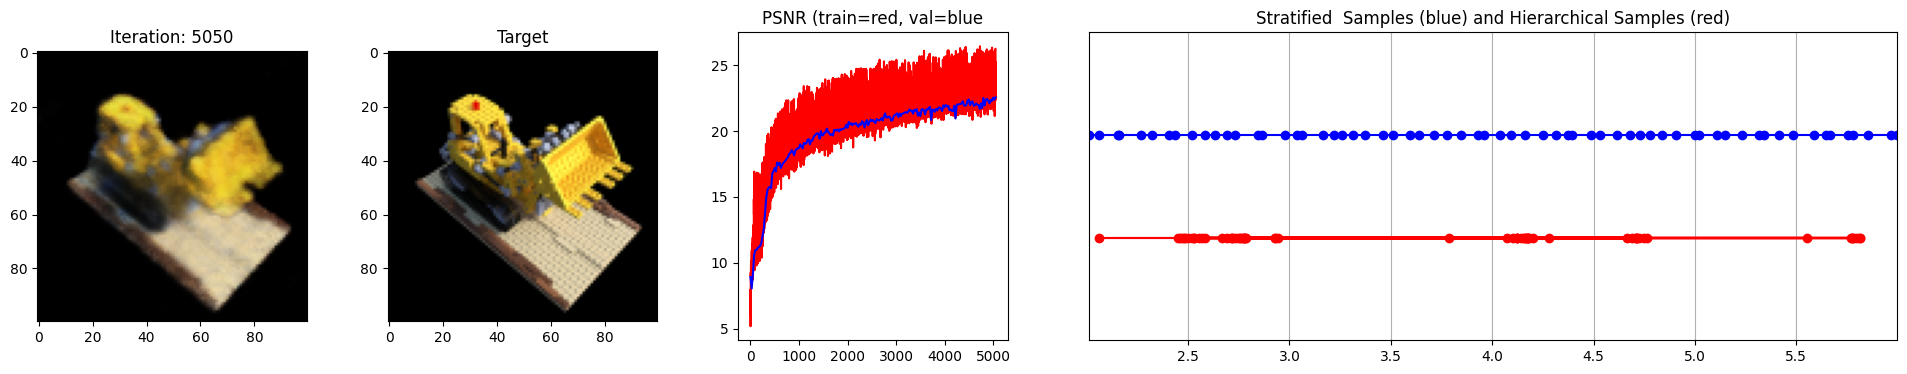 Iteration: 5050
0
20
40
60
80
0 20 40 60 80
Target
0
20
40
60
80
0 20 40 60 80
PSNR (train=red, val=blue
25
20
15
10
5
0 1000 2000 3000 4000 5000
Stratified  Samples (blue) and Hierarchical Samples (red)
2.5 3.0 3.5 4.0 4.5 5.0 5.5